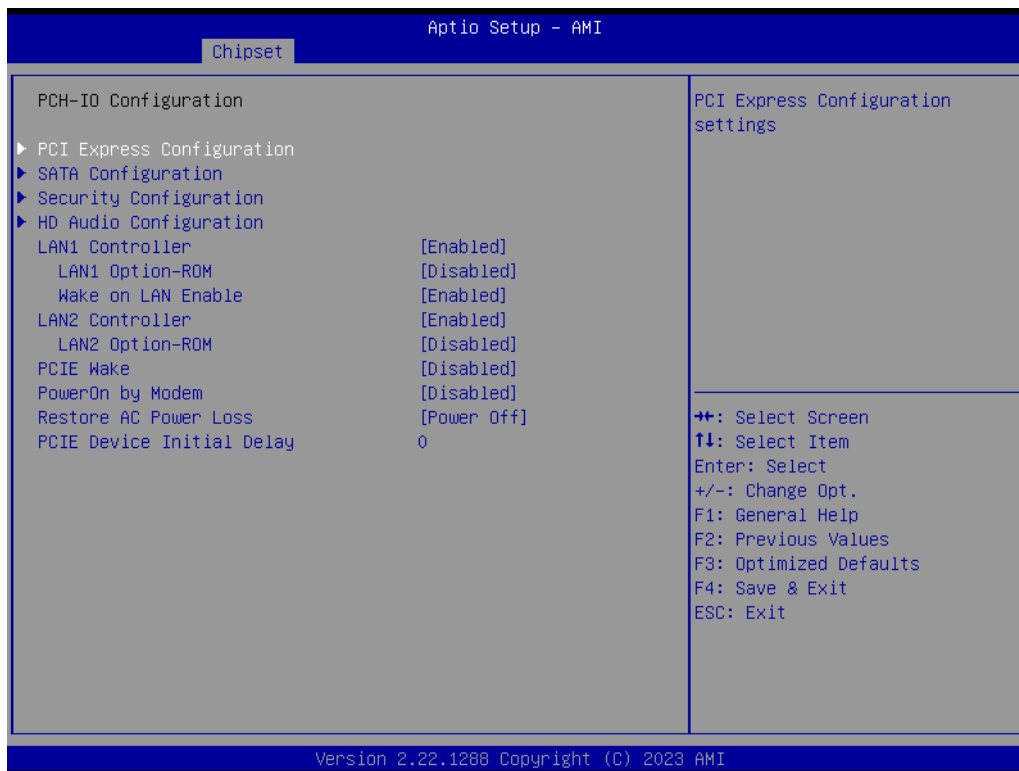 Aptio Setup – AMI
Chipset
PCH-IO Configuration
PCI Express Configuration
SATA Configuration
Security Configuration
HD Audio Configuration
LAN1 Controller [Enabled]
LAN1 Option-ROM [Disabled]
Wake on LAN Enable [Enabled]
LAN2 Controller [Enabled]
LAN2 Option-ROM [Disabled]
PCIE Wake [Disabled]
PowerOn by Modem [Disabled]
Restore AC Power Loss [Power Off]
PCIE Device Initial Delay 0
PCI Express Configuration
settings
→←: Select Screen
↑↓: Select Item
Enter: Select
+/-: Change Opt.
F1: General Help
F2: Previous Values
F3: Optimized Defaults
F4: Save & Exit
ESC: Exit
Version 2.22.1288 Copyright (C) 2023 AMI